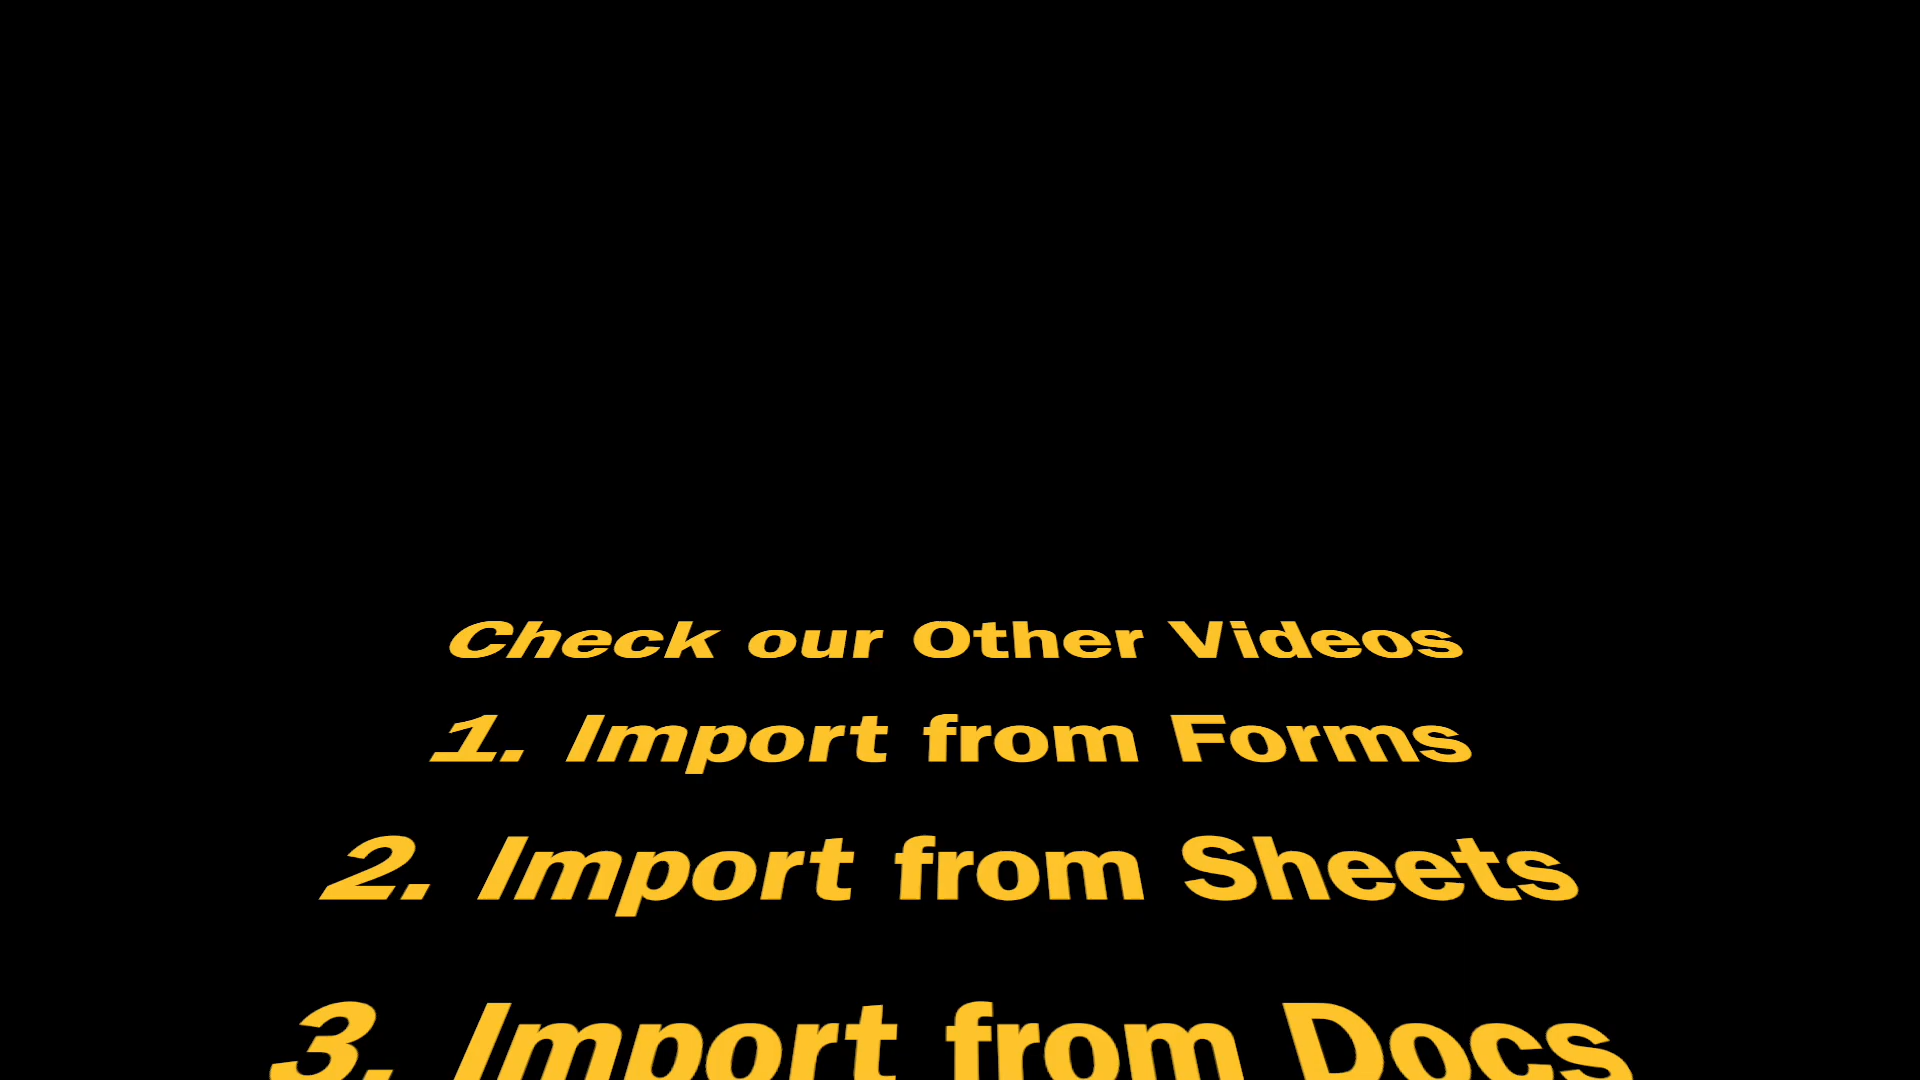 Check our Other Videos
1. Import from Forms
2. Import from Sheets
3. Import from Docs